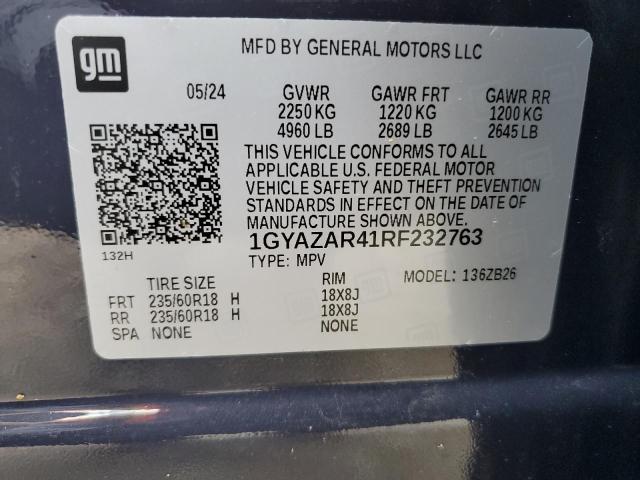 gm
MFD BY GENERAL MOTORS LLC
05/24 GVWR GAWR FRT GAWR RR
2250 KG 1220 KG 1200 KG
4960 LB 2689 LB 2645 LB
THIS VEHICLE CONFORMS TO ALL
APPLICABLE U.S. FEDERAL MOTOR
VEHICLE SAFETY AND THEFT PREVENTION
STANDARDS IN EFFECT ON THE DATE OF
MANUFACTURE SHOWN ABOVE.
1GYAZAR41RF232763
132H
TYPE: MPV MODEL: 136ZB26
TIRE SIZE RIM
FRT 235/60R18 H 18X8J
RR 235/60R18 H 18X8J
SPA NONE NONE